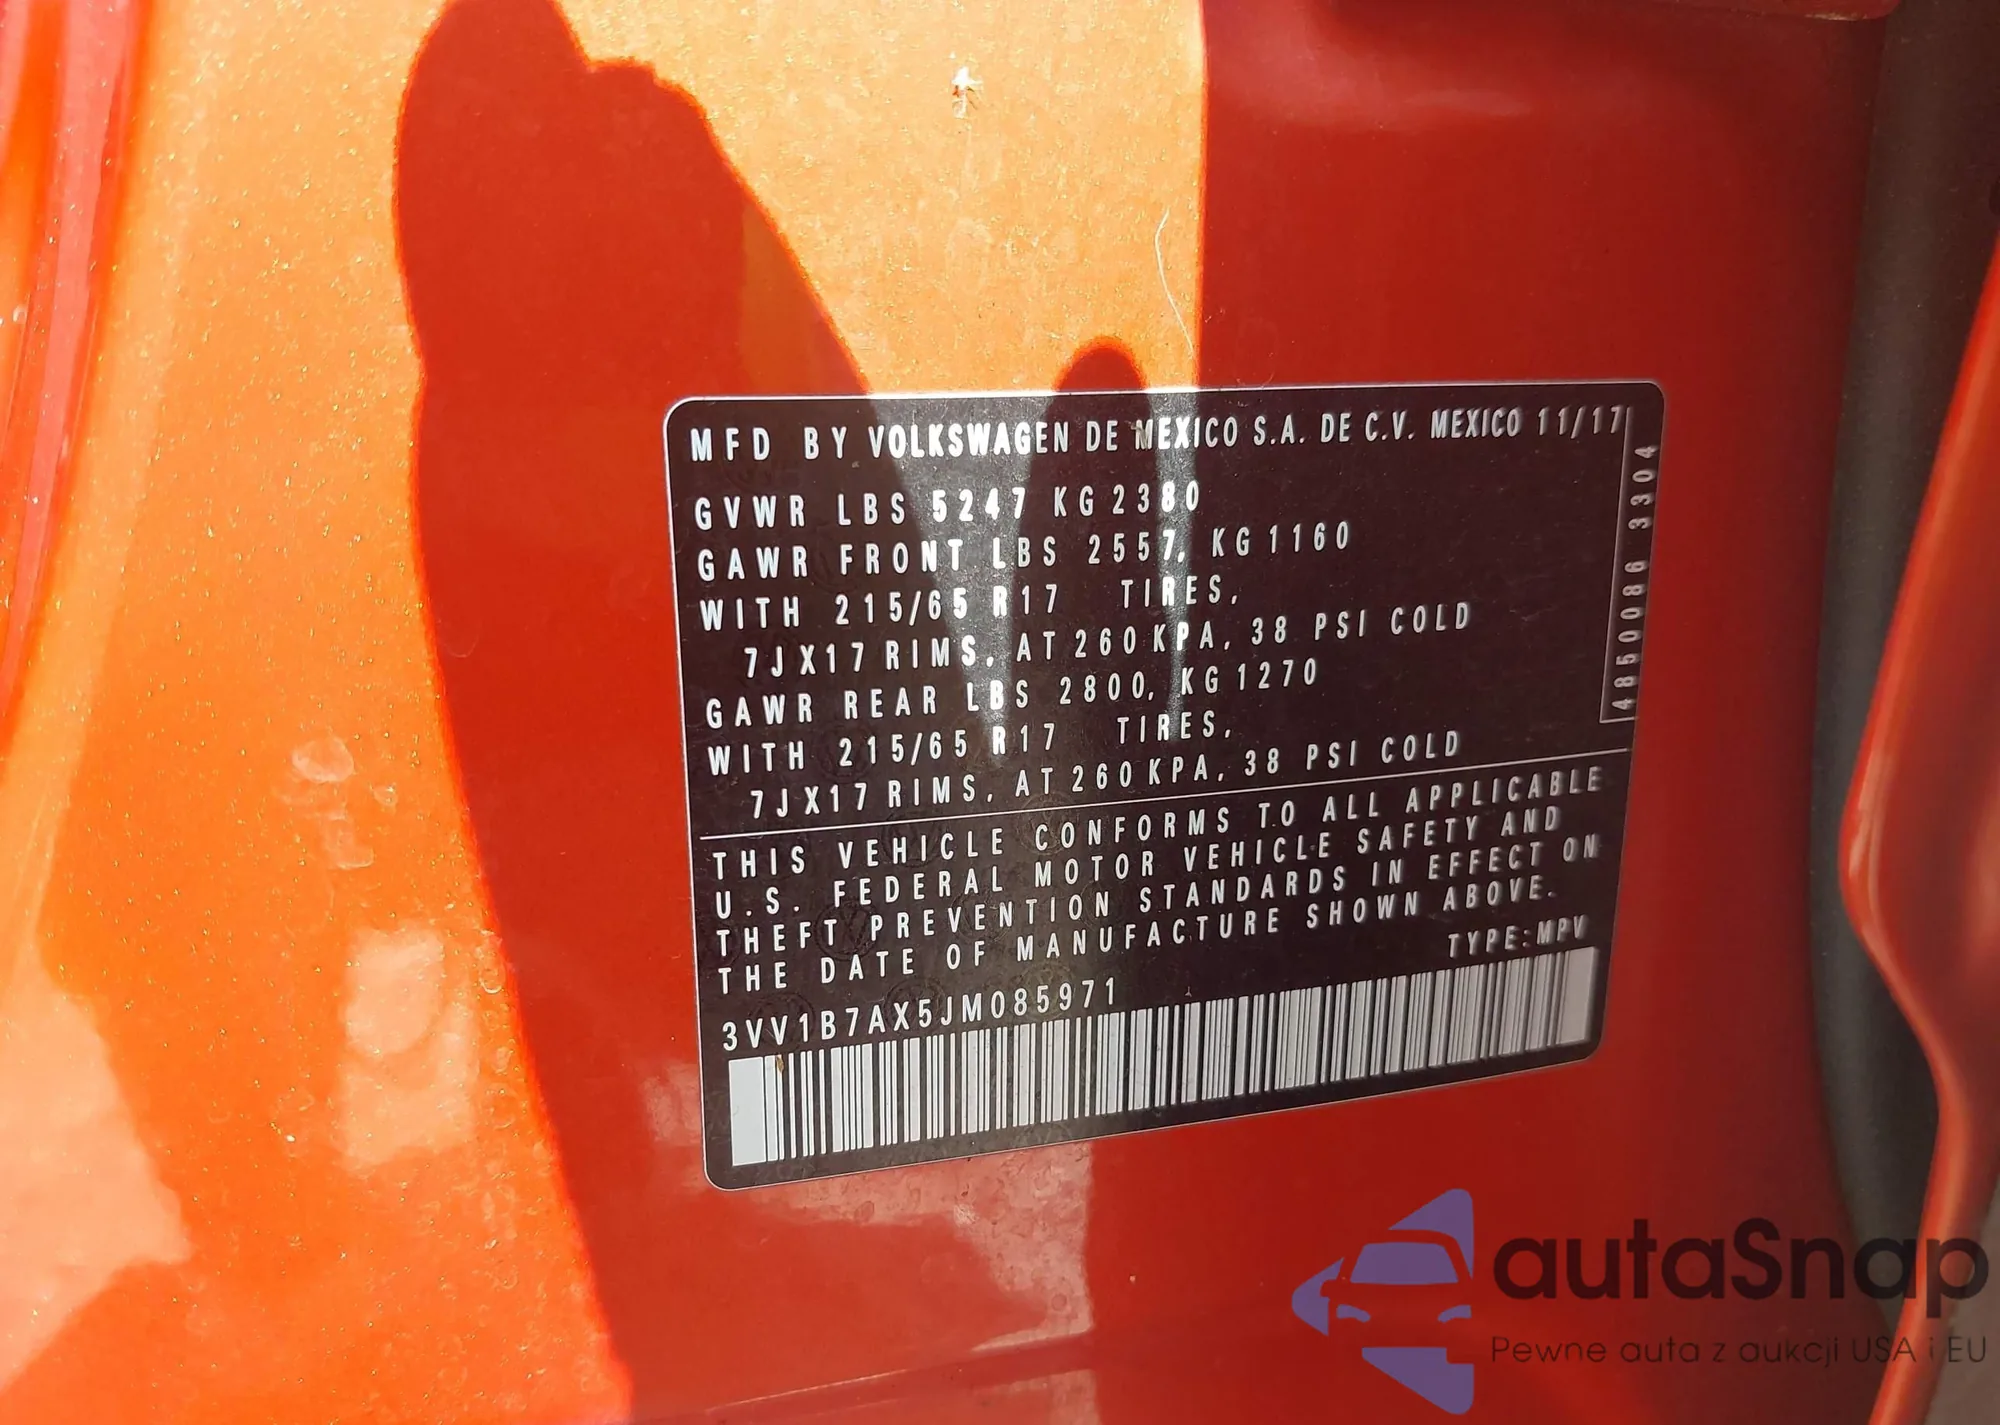 MFD BY VOLKSWAGEN DE MEXICO S.A. DE C.V. MEXICO 11/17
GVWR LBS 5247 KG 2380
GAWR FRONT LBS 2557, KG 1160
WITH 215/65 R17 TIRES,
7J X17 RIMS, AT 260 KPA, 38 PSI COLD
GAWR REAR LBS 2800, KG 1270
WITH 215/65 R17 TIRES,
7J X17 RIMS, AT 260 KPA, 38 PSI COLD
4850086 3304
THIS VEHICLE CONFORMS TO ALL APPLICABLE
U.S. FEDERAL MOTOR VEHICLE SAFETY AND
THEFT PREVENTION STANDARDS IN EFFECT ON
THE DATE OF MANUFACTURE SHOWN ABOVE.
TYPE: MPV
3VV1B7AX5JM085971
autaSnap
Pewne auta z aukcji USA i EU